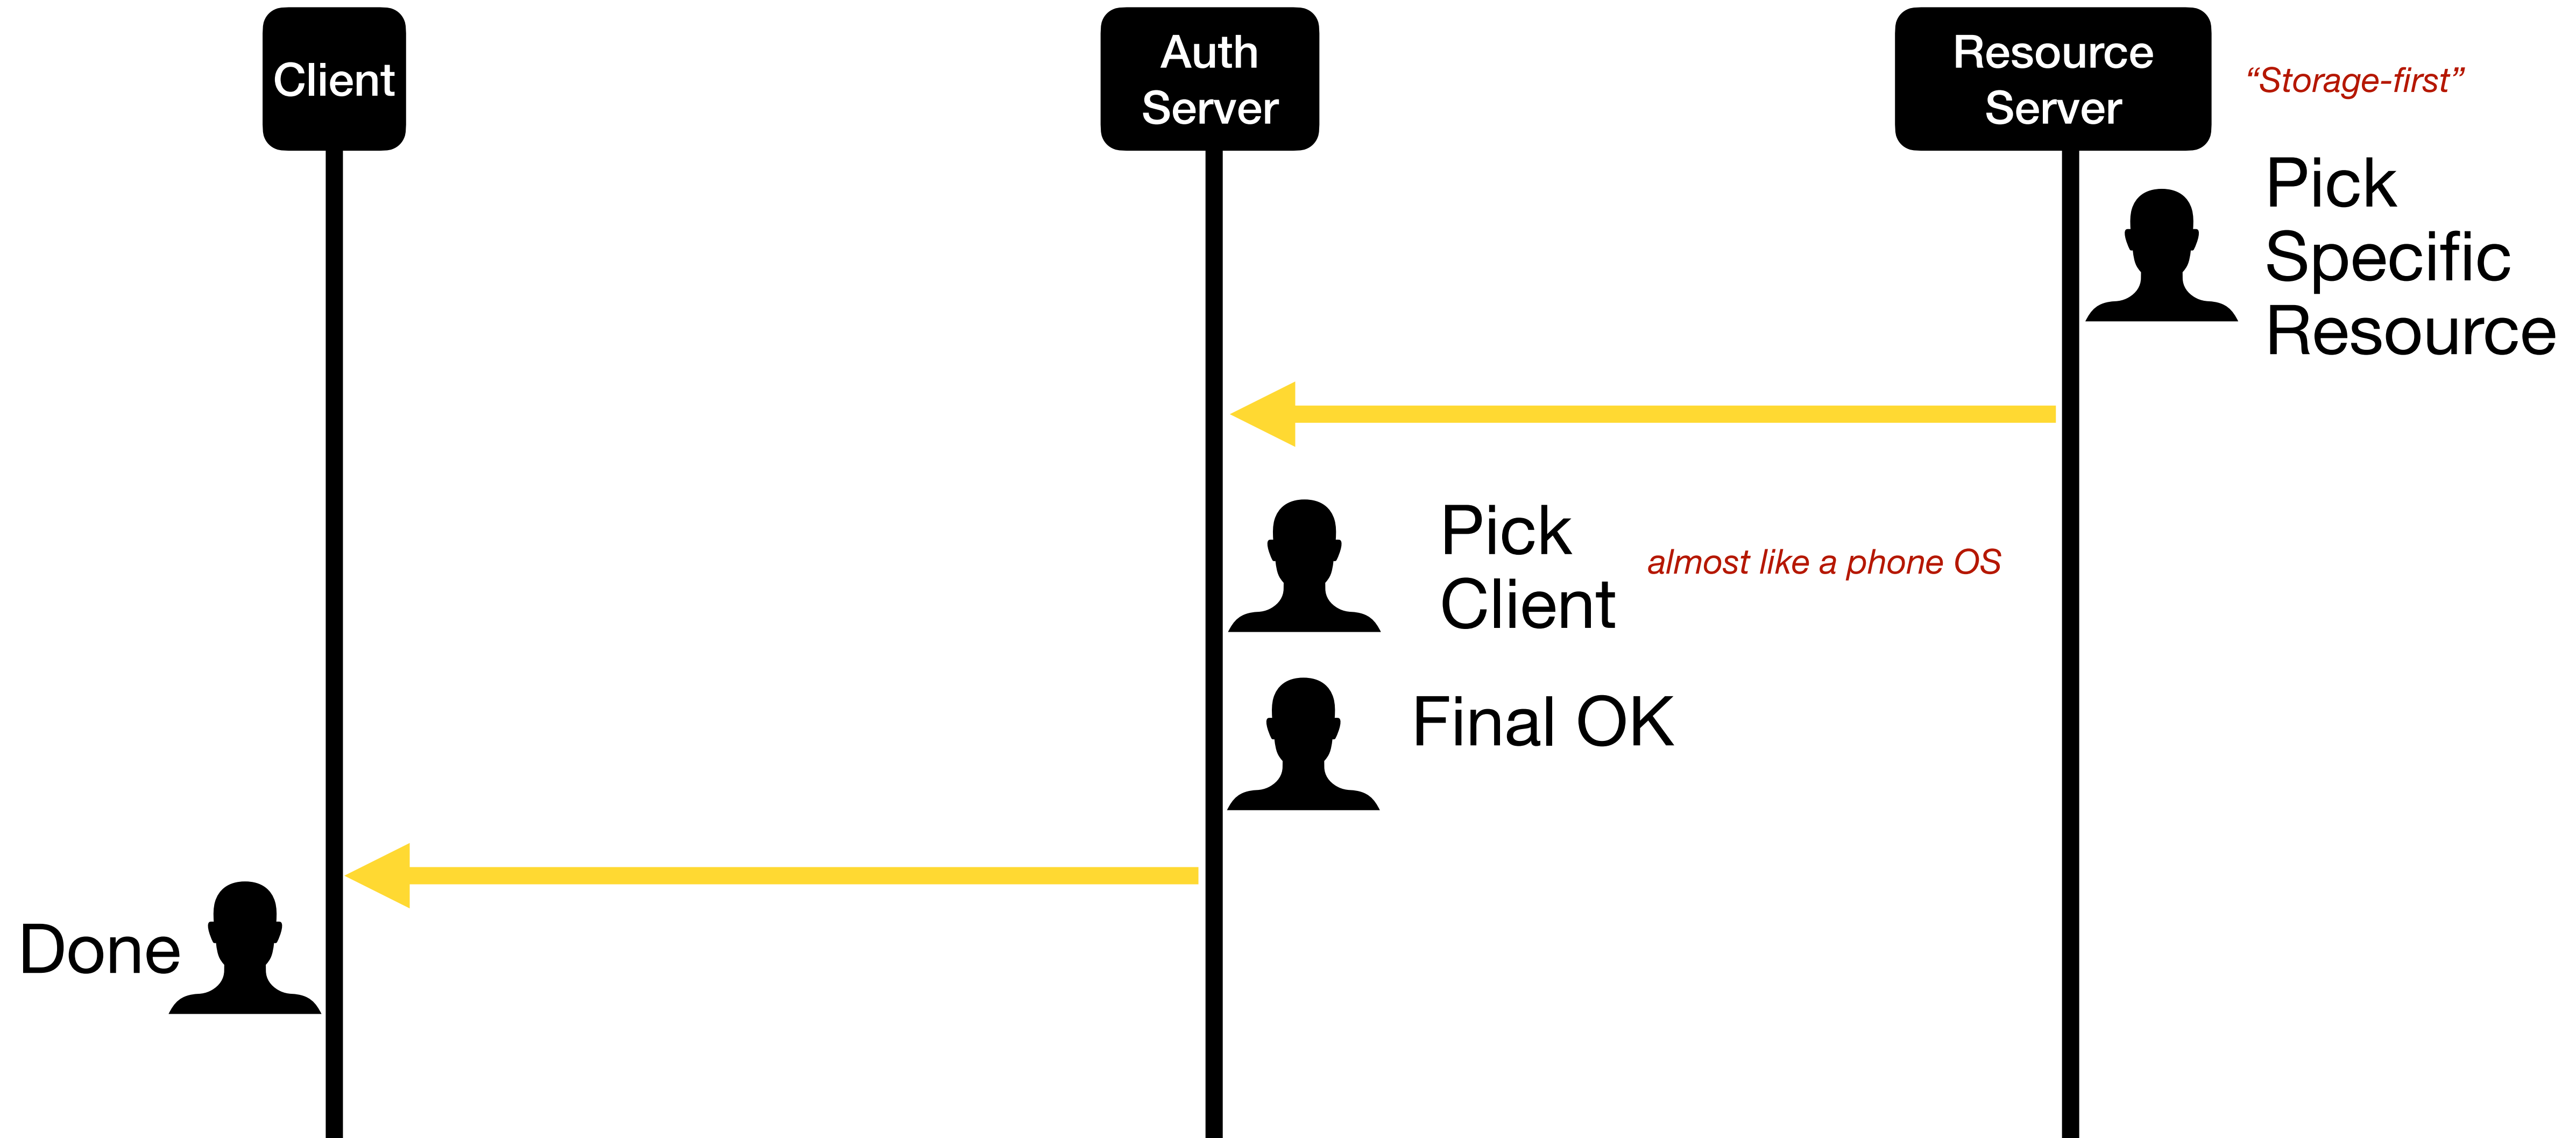 Client
Auth
Server
Resource
Server
“Storage-first”
Pick
Specific
Resource
Pick
Client
almost like a phone OS
Final OK
Done